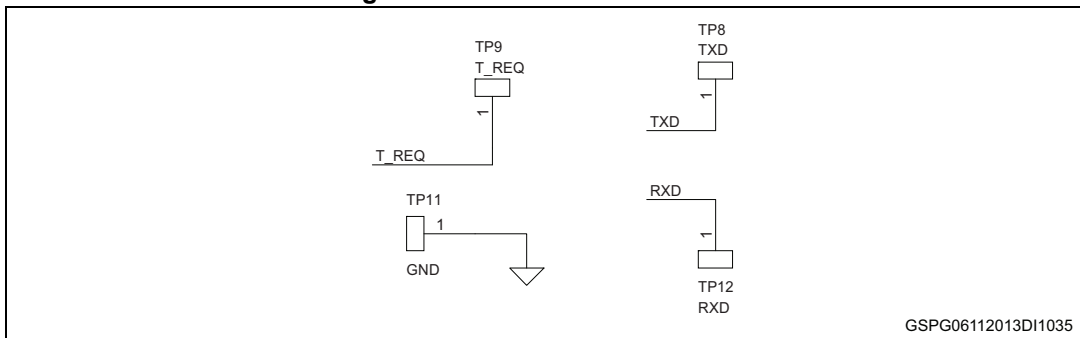 TP9
T_REQ
1
T_REQ
TP8
TXD
1
TXD
TP11
1
GND
RXD
1
TP12
RXD
GSPG06112013DI1035